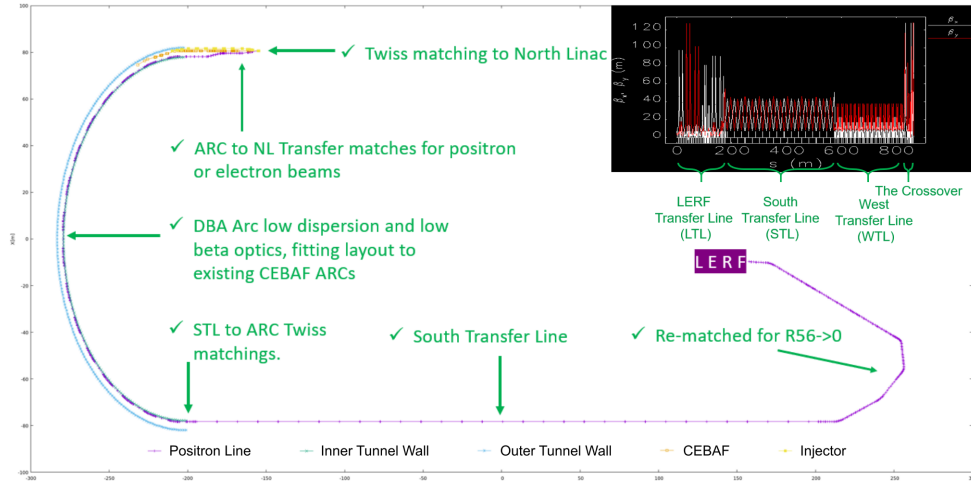 ✓ Twiss matching to North Linac
✓ ARC to NL Transfer matches for positron
or electron beams
✓ DBA Arc low dispersion and low
beta optics, fitting layout to
existing CEBAF ARCs
✓ STL to ARC Twiss
matchings.
✓ South Transfer Line
✓ Re-matched for R56->0
LERF
120
100
80
60
40
20
0
βx, βy (m)
βx
βy
0 200 400 600 800
s (m)
LERF
Transfer Line
(LTL)
South
Transfer Line
(STL)
The Crossover
West
Transfer Line
(WTL)
Positron Line
Inner Tunnel Wall
Outer Tunnel Wall
CEBAF
Injector
100
80
60
40
20
0
-20
-40
-60
-80
-100
-300 -250 -200 -150 -100 -50 0 50 100 150 200 250